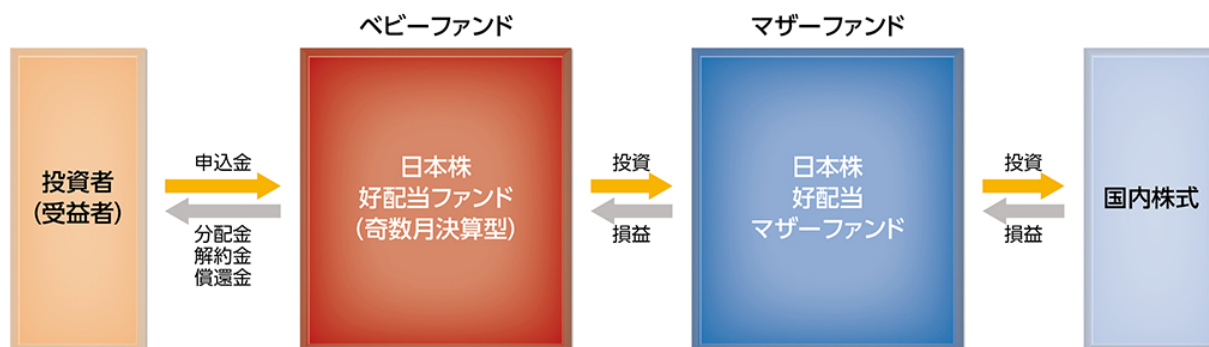 ベビーファンド
マザーファンド
投資者
(受益者)
申込金
分配金
解約金
償還金
日本株
好配当ファンド
(奇数月決算型)
投資
損益
日本株
好配当
マザーファンド
投資
損益
国内株式